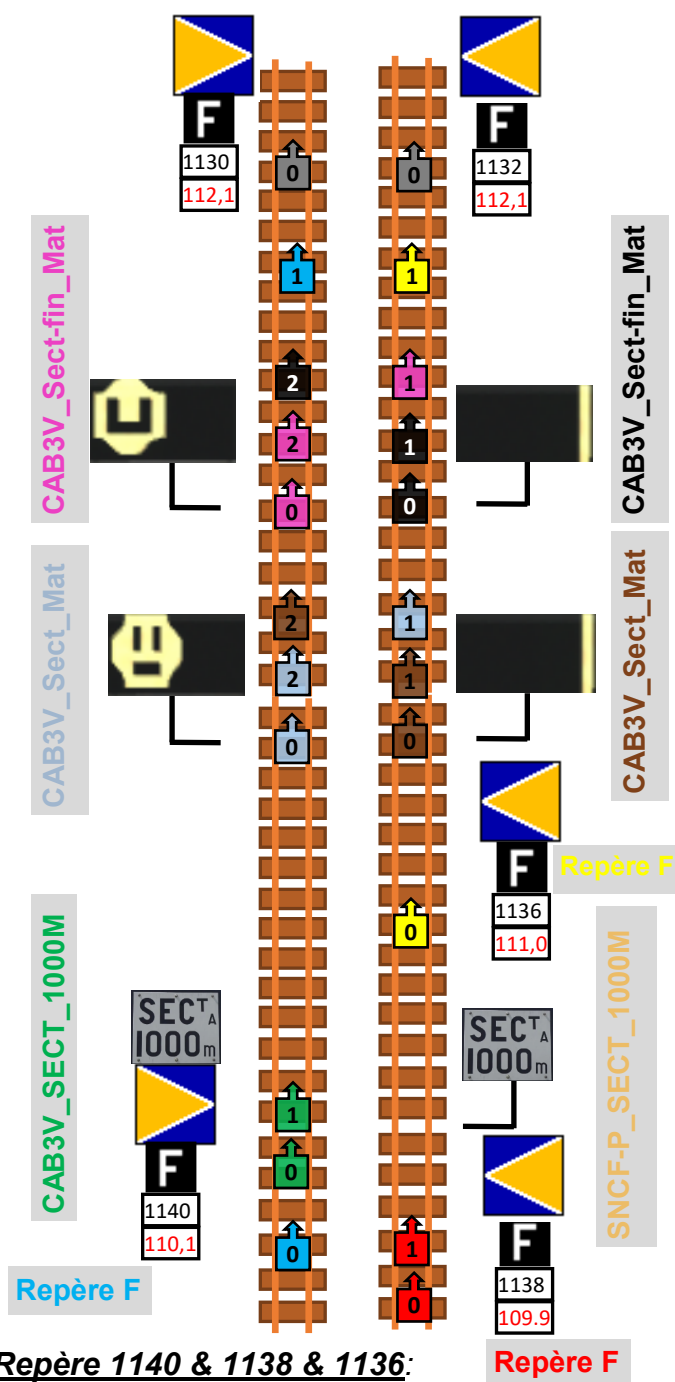 F
F
1130
1132
112,1
112,1
0
0
1
1
CAB3V_Sect-fin_Mat
CAB3V_Sect-fin_Mat
2
1
2
1
0
0
CAB3V_Sect_Mat
CAB3V_Sect_Mat
2
1
2
1
0
0
F
Repère F
1136
111,0
0
CAB3V_SECT_1000M
SNCF-P_SECT_1000M
SECTA
1000m
SECTA
1000m
1
0
F
F
1140
110,1
0
1
1138
109.9
0
Repère F
Repère F
Repère 1140 & 1138 & 1136: